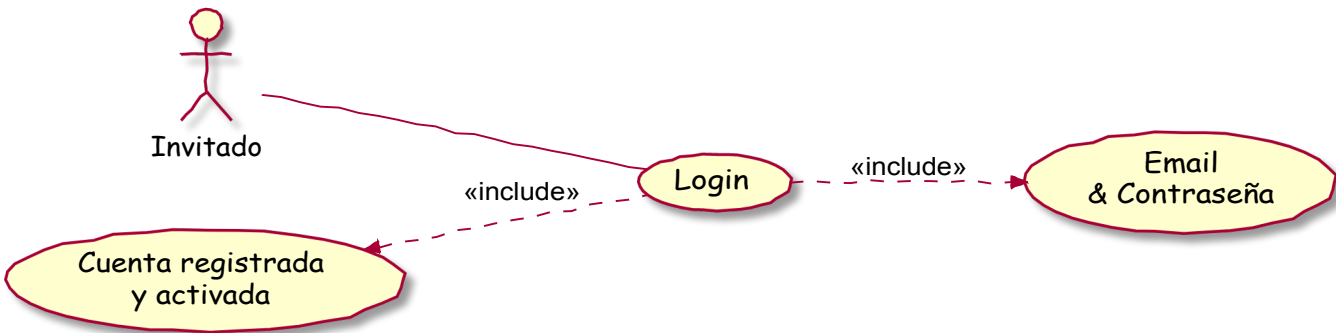 Invitado
«include»
Login
«include»
Email
& Contraseña
Cuenta registrada
y activada